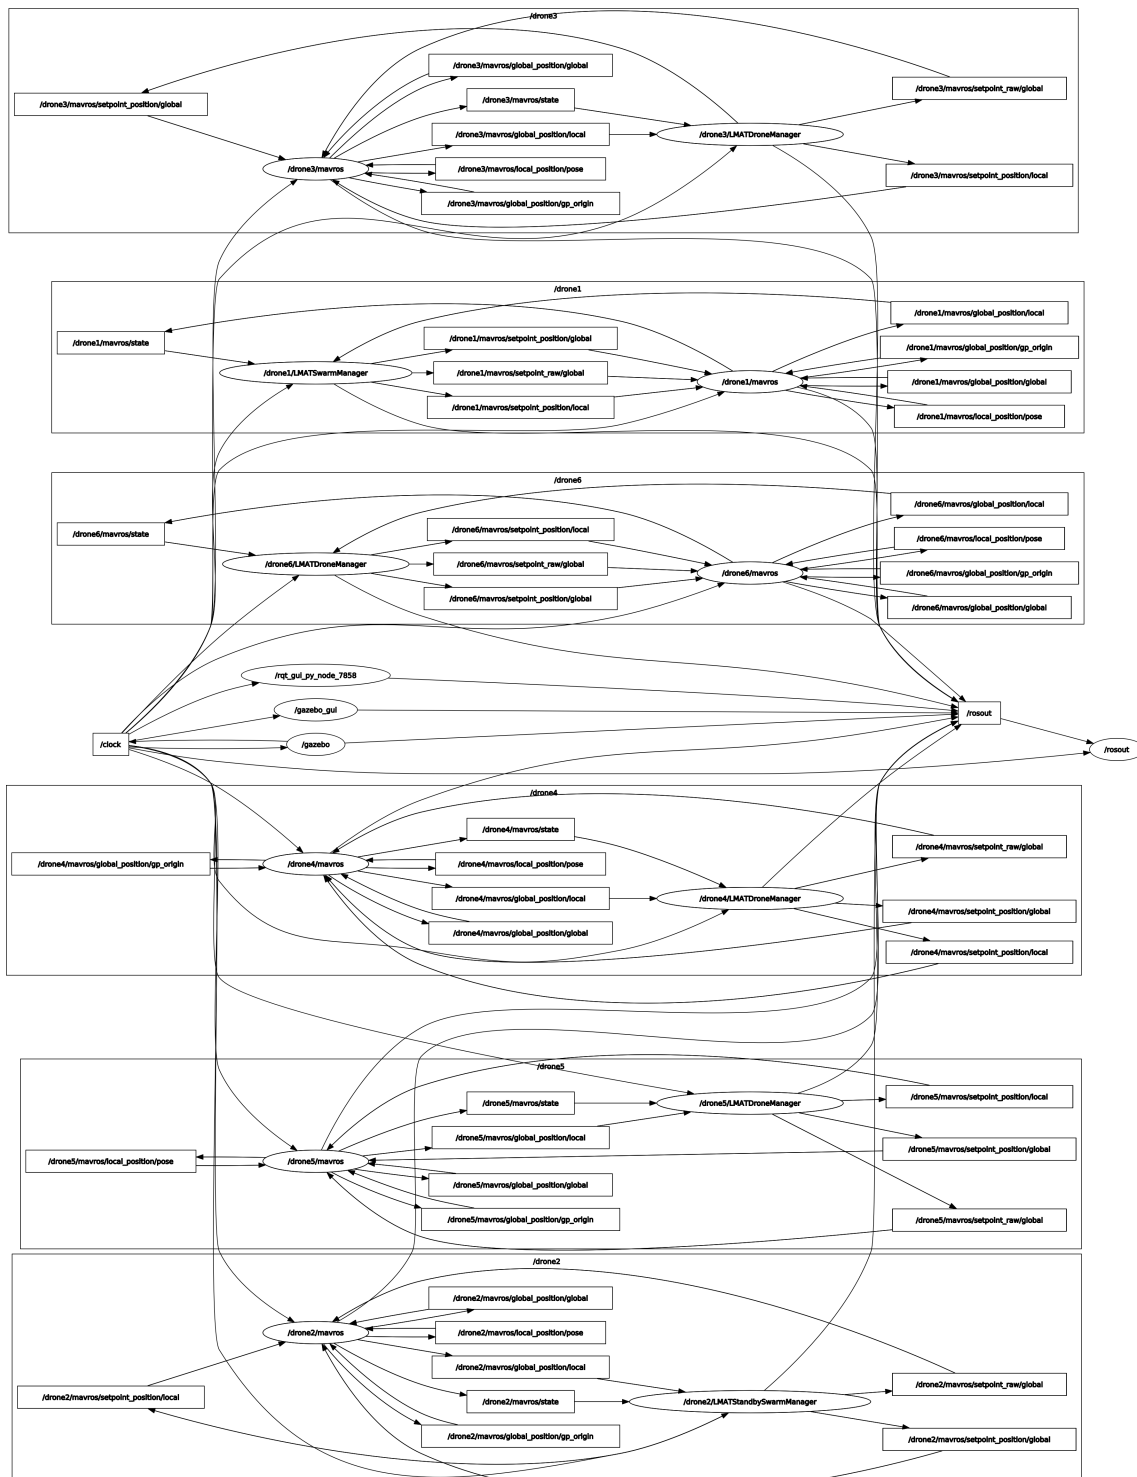 /drone3
/drone3/mavros/global_position/global
/drone3/mavros/setpoint_raw/global
/drone3/mavros/setpoint_position/global
/drone3/mavros/state
/drone3/mavros/global_position/local
/drone3/LMATDroneManager
/drone3/mavros
/drone3/mavros/local_position/pose
/drone3/mavros/setpoint_position/local
/drone3/mavros/global_position/gp_origin
/drone1
/drone1/mavros/global_position/local
/drone1/mavros/state
/drone1/mavros/setpoint_position/global
/drone1/mavros/global_position/gp_origin
/drone1/LMATSwarmManager
/drone1/mavros/setpoint_raw/global
/drone1/mavros
/drone1/mavros/global_position/global
/drone1/mavros/setpoint_position/local
/drone1/mavros/local_position/pose
/drone6
/drone6/mavros/global_position/local
/drone6/mavros/state
/drone6/mavros/setpoint_position/local
/drone6/mavros/local_position/pose
/drone6/LMATDroneManager
/drone6/mavros/setpoint_raw/global
/drone6/mavros
/drone6/mavros/global_position/gp_origin
/drone6/mavros/setpoint_position/global
/drone6/mavros/global_position/global
/rqt_gui_py_node_7858
/gazebo_gui
/rosout
/clock
/gazebo
/rosout
/drone4
/drone4/mavros/state
/drone4/mavros/setpoint_raw/global
/drone4/mavros/global_position/gp_origin
/drone4/mavros
/drone4/mavros/local_position/pose
/drone4/mavros/global_position/local
/drone4/LMATDroneManager
/drone4/mavros/setpoint_position/global
/drone4/mavros/global_position/global
/drone4/mavros/setpoint_position/local
/drone5
/drone5/mavros/state
/drone5/LMATDroneManager
/drone5/mavros/setpoint_position/local
/drone5/mavros/global_position/local
/drone5/mavros/setpoint_position/global
/drone5/mavros/local_position/pose
/drone5/mavros
/drone5/mavros/global_position/global
/drone5/mavros/global_position/gp_origin
/drone5/mavros/setpoint_raw/global
/drone2
/drone2/mavros/global_position/global
/drone2/mavros
/drone2/mavros/local_position/pose
/drone2/mavros/global_position/local
/drone2/mavros/setpoint_raw/global
/drone2/mavros/setpoint_position/local
/drone2/mavros/state
/drone2/LMATStandbySwarmManager
/drone2/mavros/global_position/gp_origin
/drone2/mavros/setpoint_position/global